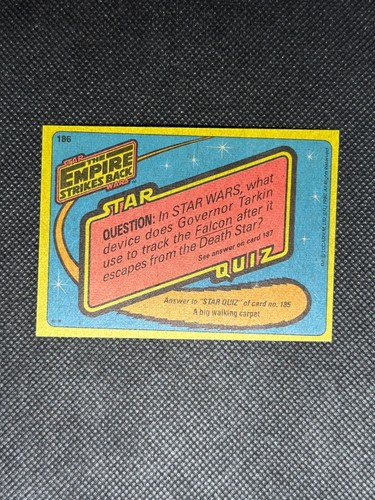 186
STAR
THE
EMPIRE
STRIKES BACK
WARS
STAR
QUESTION: In STAR WARS, what
device does Governor Tarkin
use to track the Falcon after it
escapes from the Death Star?
See answer on card 187
QUIZ
Answer to "STAR QUIZ" of card no. 185
A big walking carpet